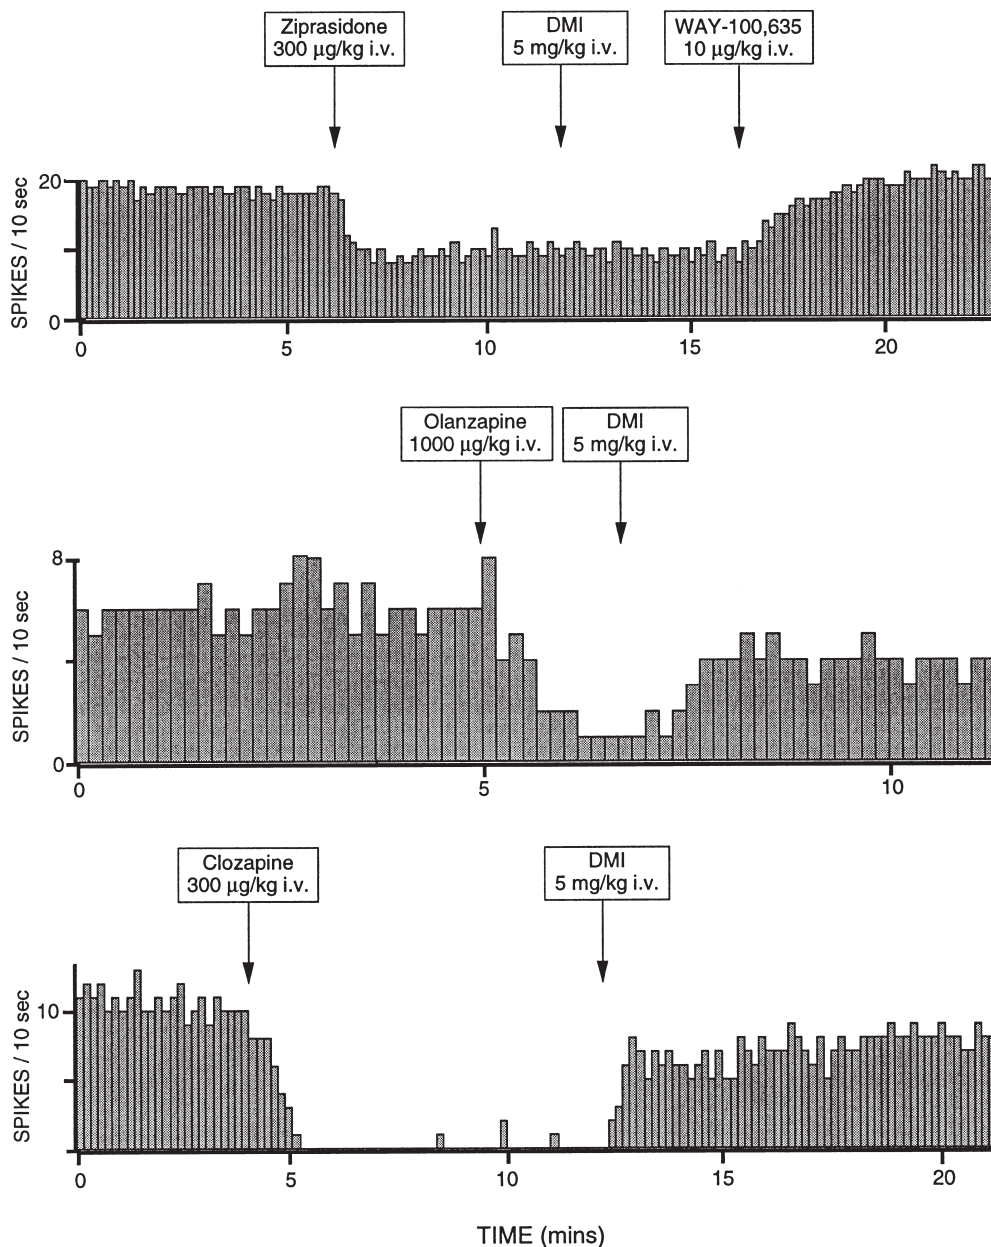 Ziprasidone
300 µg/kg i.v.
DMI
5 mg/kg i.v.
WAY-100,635
10 µg/kg i.v.
SPIKES / 10 sec
20
0
0
5
10
15
20
Olanzapine
1000 µg/kg i.v.
DMI
5 mg/kg i.v.
SPIKES / 10 sec
8
0
0
5
10
Clozapine
300 µg/kg i.v.
DMI
5 mg/kg i.v.
SPIKES / 10 sec
10
0
5
10
15
20
TIME (mins)